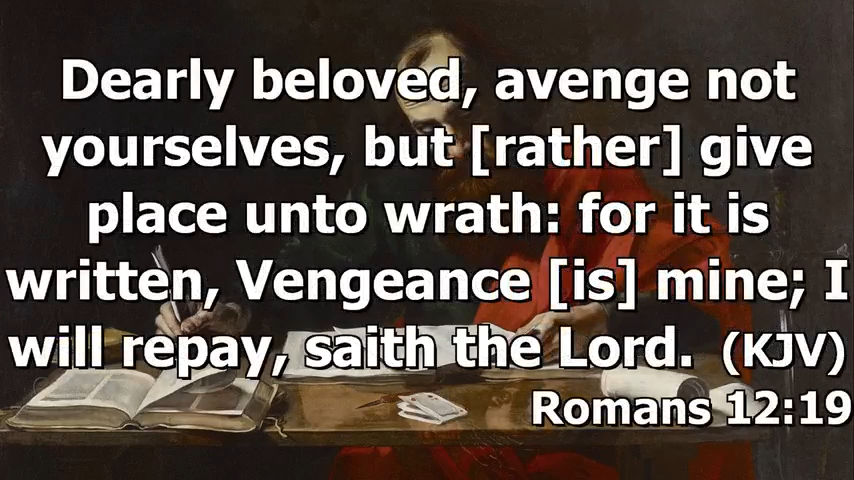 Dearly beloved, avenge not
yourselves, but [rather] give
place unto wrath: for it is
written, Vengeance [is] mine; I
will repay, saith the Lord. (KJV)
Romans 12:19